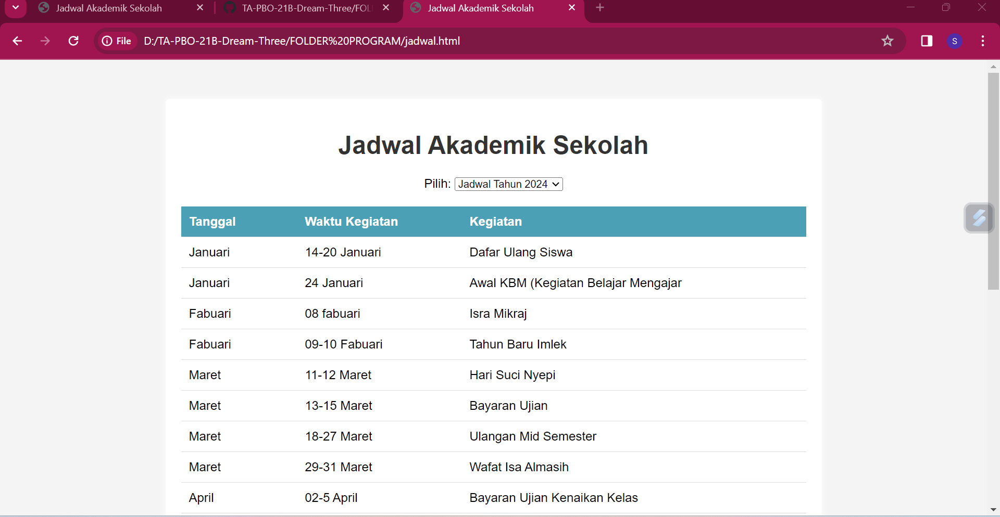 Jadwal Akademik Sekolah
TA-PBO-21B-Dream-Three/FOL
Jadwal Akademik Sekolah
File
D:/TA-PBO-21B-Dream-Three/FOLDER%20PROGRAM/jadwal.html
S
Jadwal Akademik Sekolah
Pilih: Jadwal Tahun 2024
Tanggal Waktu Kegiatan Kegiatan
Januari 14-20 Januari Dafar Ulang Siswa
Januari 24 Januari Awal KBM (Kegiatan Belajar Mengajar
Fabuari 08 fabuari Isra Mikraj
Fabuari 09-10 Fabuari Tahun Baru Imlek
Maret 11-12 Maret Hari Suci Nyepi
Maret 13-15 Maret Bayaran Ujian
Maret 18-27 Maret Ulangan Mid Semester
Maret 29-31 Maret Wafat Isa Almasih
April 02-5 April Bayaran Ujian Kenaikan Kelas